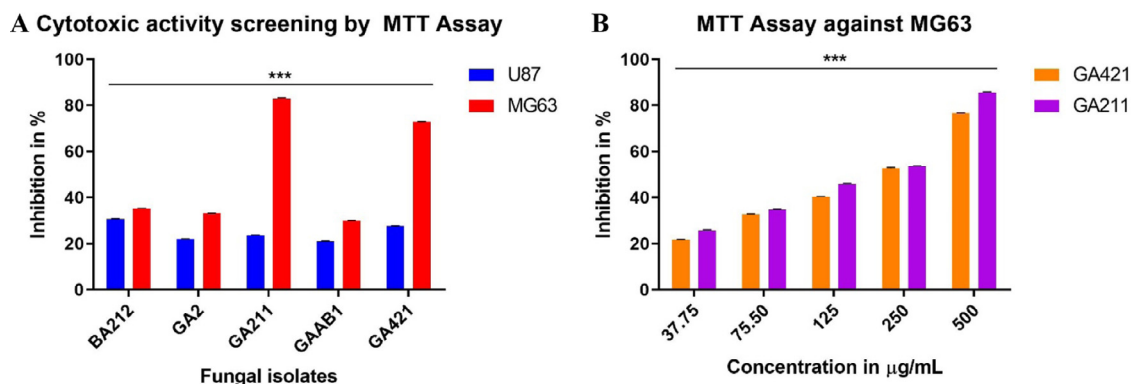 A Cytotoxic activity screening by MTT Assay
***
U87
MG63
Inhibition in %
100
80
60
40
20
0
BA212
GA2
GA211
GAAB1
GA421
Fungal isolates
B MTT Assay against MG63
***
GA421
GA211
Inhibition in %
100
80
60
40
20
0
37.75
75.50
125
250
500
Concentration in μg/mL